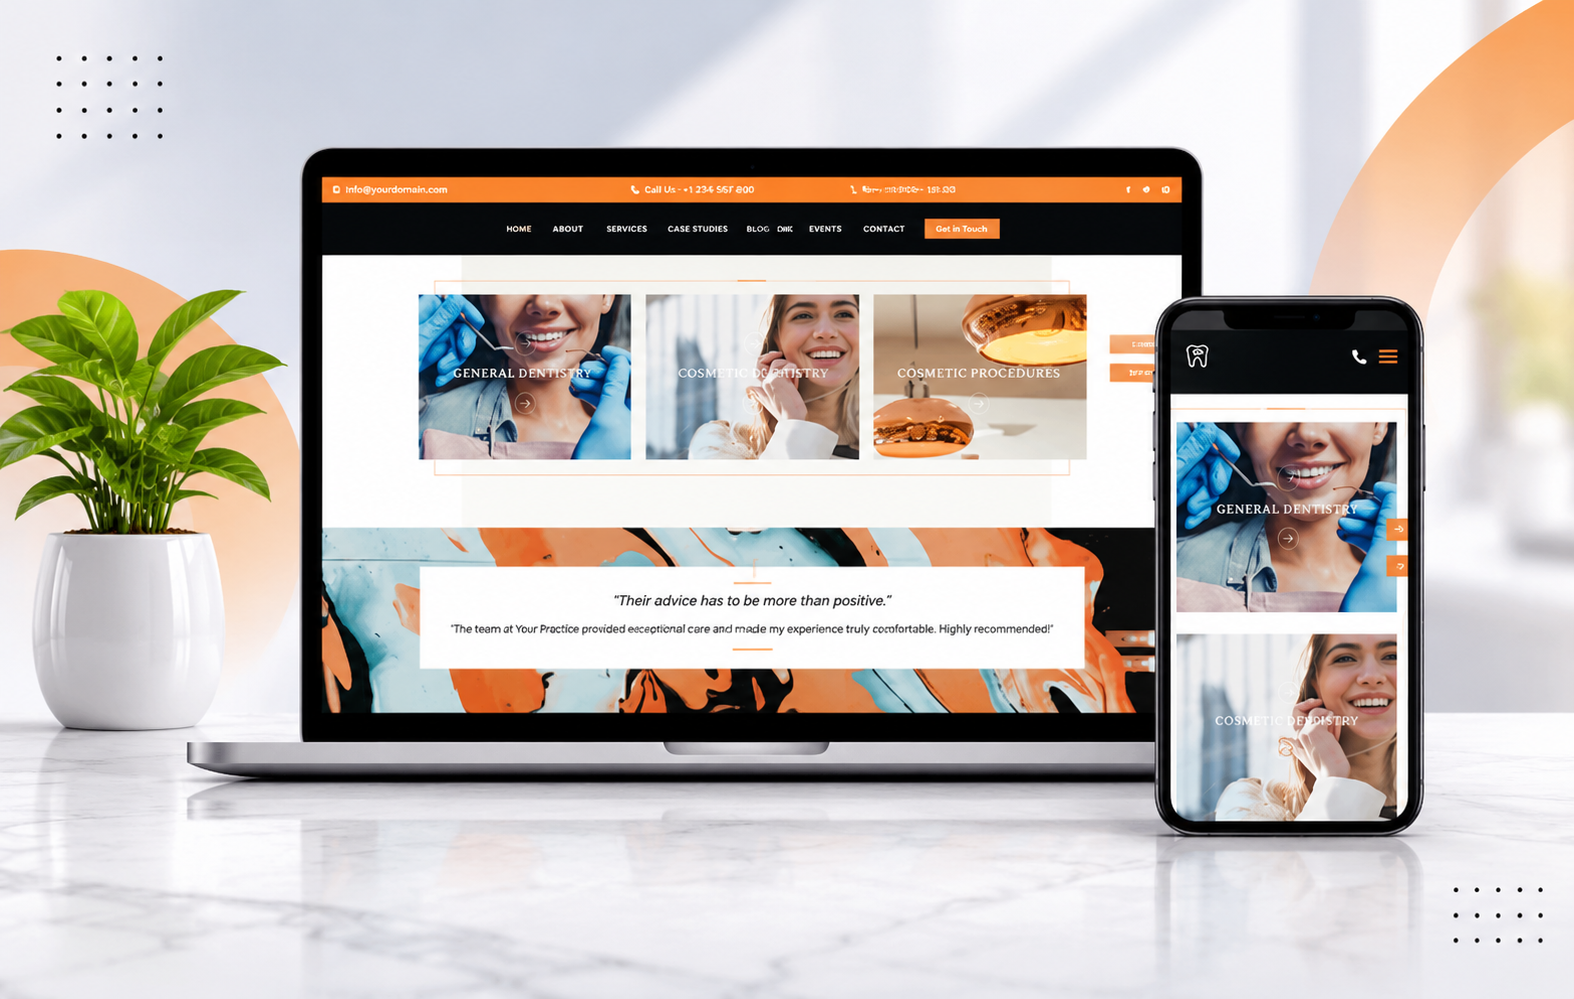 Info@yourdomain.com
Call Us - +1 234 567 800
HOME ABOUT SERVICES CASE STUDIES BLOG EVENTS CONTACT Get in Touch
GENERAL DENTISTRY
COSMETIC DENTISTRY
COSMETIC PROCEDURES
"Their advice has to be more than positive."
"The team at Your Practice provided exceptional care and made my experience truly comfortable. Highly recommended!"
GENERAL DENTISTRY
COSMETIC DENTISTRY